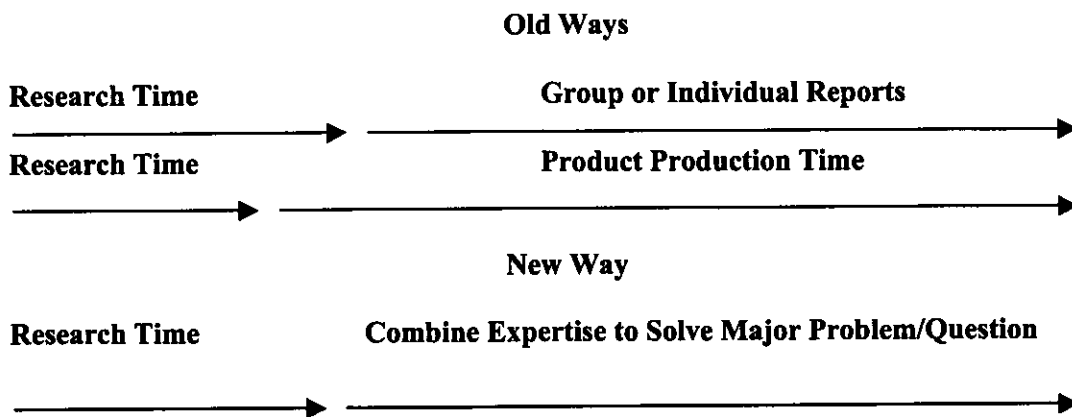 Old Ways
Research Time Group or Individual Reports
Research Time Product Production Time
New Way
Research Time Combine Expertise to Solve Major Problem/Question